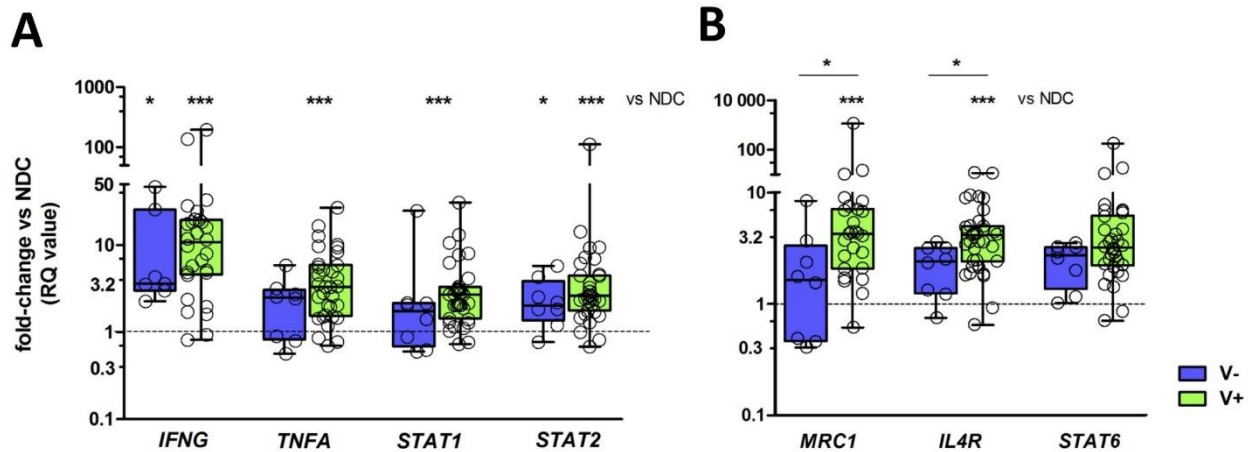 A
B
fold-change vs NDC
(RQ value)
1000
100
50
10
3.2
1
0.3
0.1
* *** *** *** * *** vs NDC
IFNG TNFA STAT1 STAT2
* *
*** *** vs NDC
10 000
100
10
3.2
1
0.3
0.1
MRC1 IL4R STAT6
V-
V+